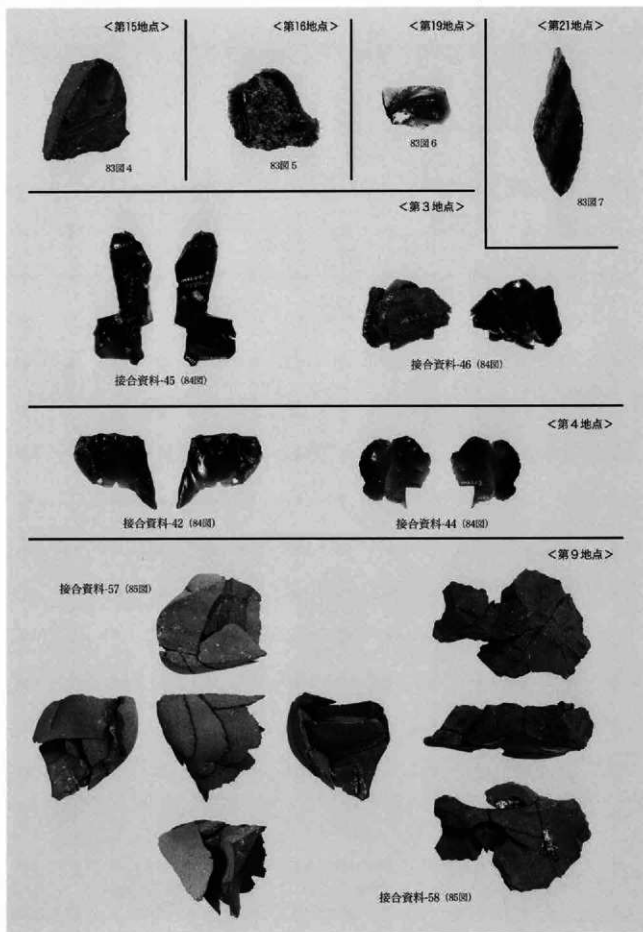 <第15地点>
83図4
<第16地点>
83図5
<第19地点>
83図6
<第21地点>
83図7
<第3地点>
接合資料-45 (84図)
接合資料-46 (84図)
<第4地点>
接合資料-42 (84図)
接合資料-44 (84図)
<第9地点>
接合資料-57 (85図)
接合資料-58 (85図)